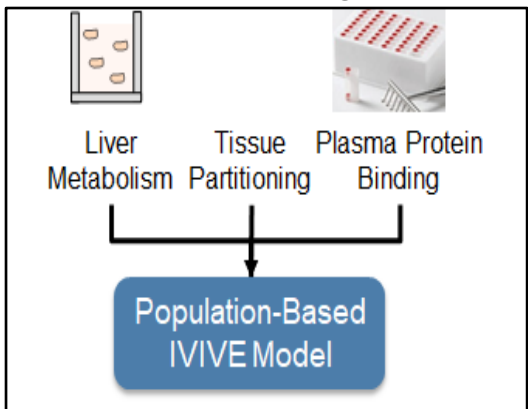 Liver Tissue Plasma Protein
Metabolism Partitioning Binding
Population-Based
IVIVE Model